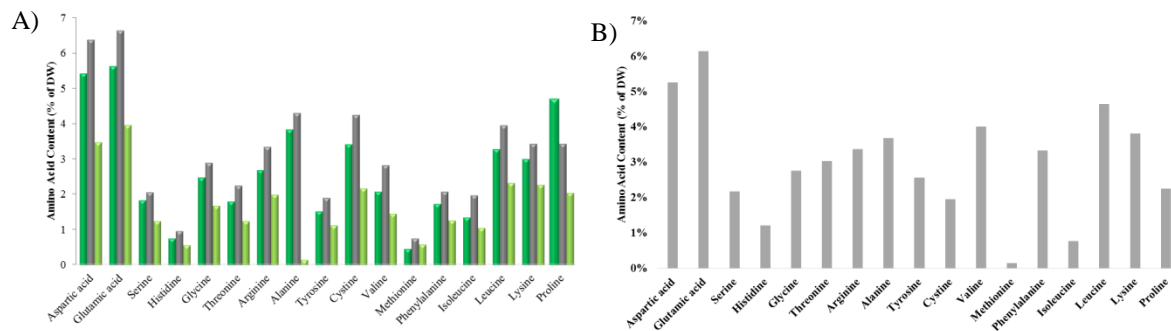 A)
Amino Acid Content (% of DW)
7
6
5
4
3
2
1
0
Aspartic acid
Glutamic acid
Serine
Histidine
Glycine
Threonine
Arginine
Alanine
Tyrosine
Cystine
Valine
Methionine
Phenylalanine
Isoleucine
Leucine
Lysine
Proline
B)
Amino Acid Content (% of DW)
7%
6%
5%
4%
3%
2%
1%
0%
Aspartic acid
Glutamic acid
Serine
Histidine
Glycine
Threonine
Arginine
Alanine
Tyrosine
Cystine
Valine
Methionine
Phenylalanine
Isoleucine
Leucine
Lysine
Proline